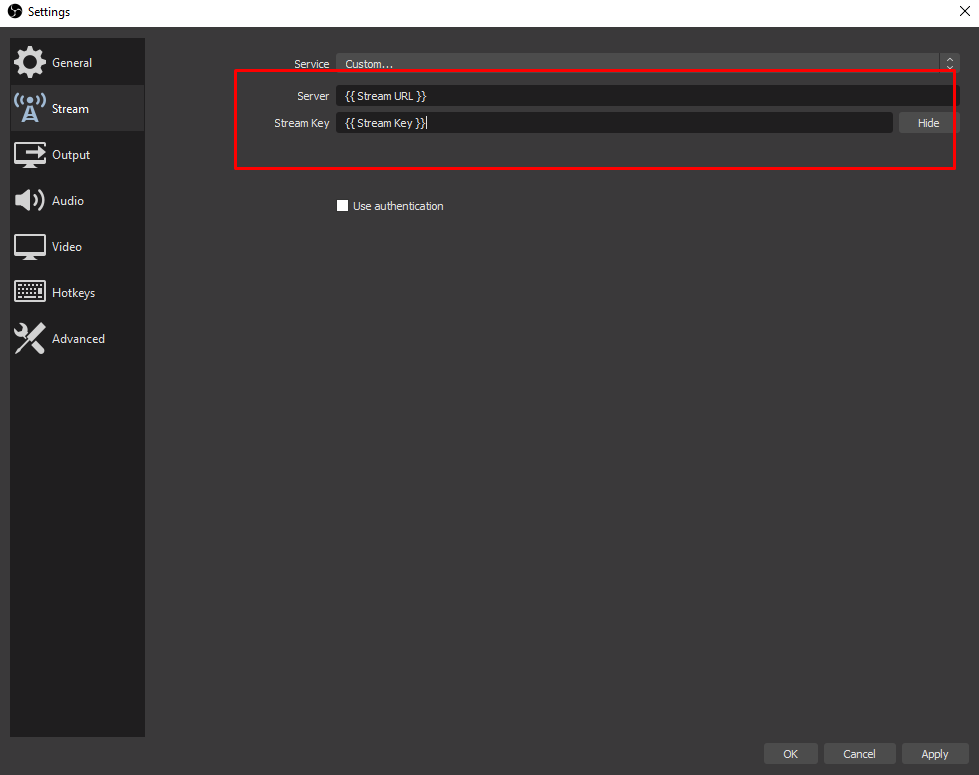 Settings
General
Stream
Output
Audio
Video
Hotkeys
Advanced
Service Custom...
Server {{ Stream URL }}
Stream Key {{ Stream Key }} Hide
Use authentication
OK Cancel Apply